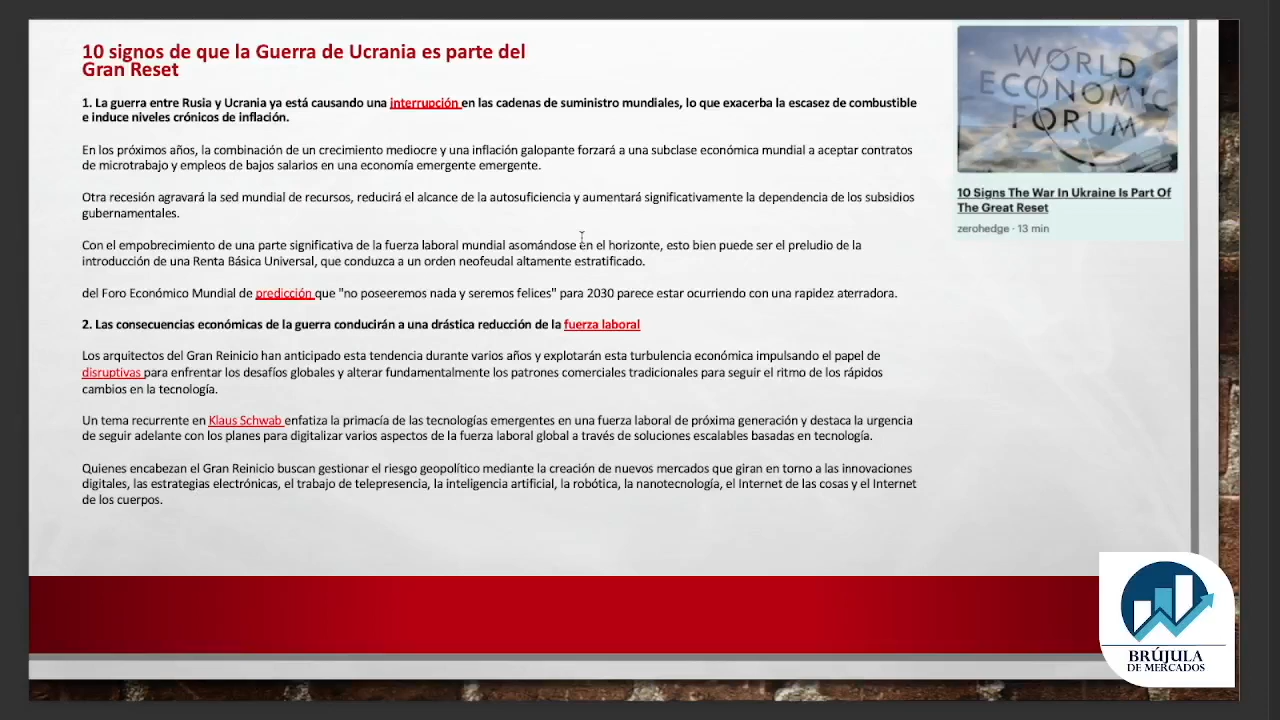 10 signos de que la Guerra de Ucrania es parte del
Gran Reset
1. La guerra entre Rusia y Ucrania ya está causando una interrupción en las cadenas de suministro mundiales, lo que exacerba la escasez de combustible
e induce niveles crónicos de inflación.
En los próximos años, la combinación de un crecimiento mediocre y una inflación galopante forzará a una subclase económica mundial a aceptar contratos
de microtrabajo y empleos de bajos salarios en una economía emergente emergente.
Otra recesión agravará la sed mundial de recursos, reducirá el alcance de la autosuficiencia y aumentará significativamente la dependencia de los subsidios
gubernamentales.
Con el empobrecimiento de una parte significativa de la fuerza laboral mundial asomándose en el horizonte, esto bien puede ser el preludio de la
introducción de una Renta Básica Universal, que conduzca a un orden neofeudal altamente estratificado.
del Foro Económico Mundial de predicción que "no poseeremos nada y seremos felices" para 2030 parece estar ocurriendo con una rapidez aterradora.
2. Las consecuencias económicas de la guerra conducirán a una drástica reducción de la fuerza laboral
Los arquitectos del Gran Reinicio han anticipado esta tendencia durante varios años y explotarán esta turbulencia económica impulsando el papel de
disruptivas para enfrentar los desafíos globales y alterar fundamentalmente los patrones comerciales tradicionales para seguir el ritmo de los rápidos
cambios en la tecnología.
Un tema recurrente en Klaus Schwab enfatiza la primacía de las tecnologías emergentes en una fuerza laboral de próxima generación y destaca la urgencia
de seguir adelante con los planes para digitalizar varios aspectos de la fuerza laboral global a través de soluciones escalables basadas en tecnología.
Quienes encabezan el Gran Reinicio buscan gestionar el riesgo geopolítico mediante la creación de nuevos mercados que giran en torno a las innovaciones
digitales, las estrategias electrónicas, el trabajo de telepresencia, la inteligencia artificial, la robótica, la nanotecnología, el Internet de las cosas y el Internet
de los cuerpos.
WORLD
ECONOMIC
FORUM
10 Signs The War In Ukraine Is Part Of
The Great Reset
zerohedge · 13 min
BRÚJULA
DE MERCADOS